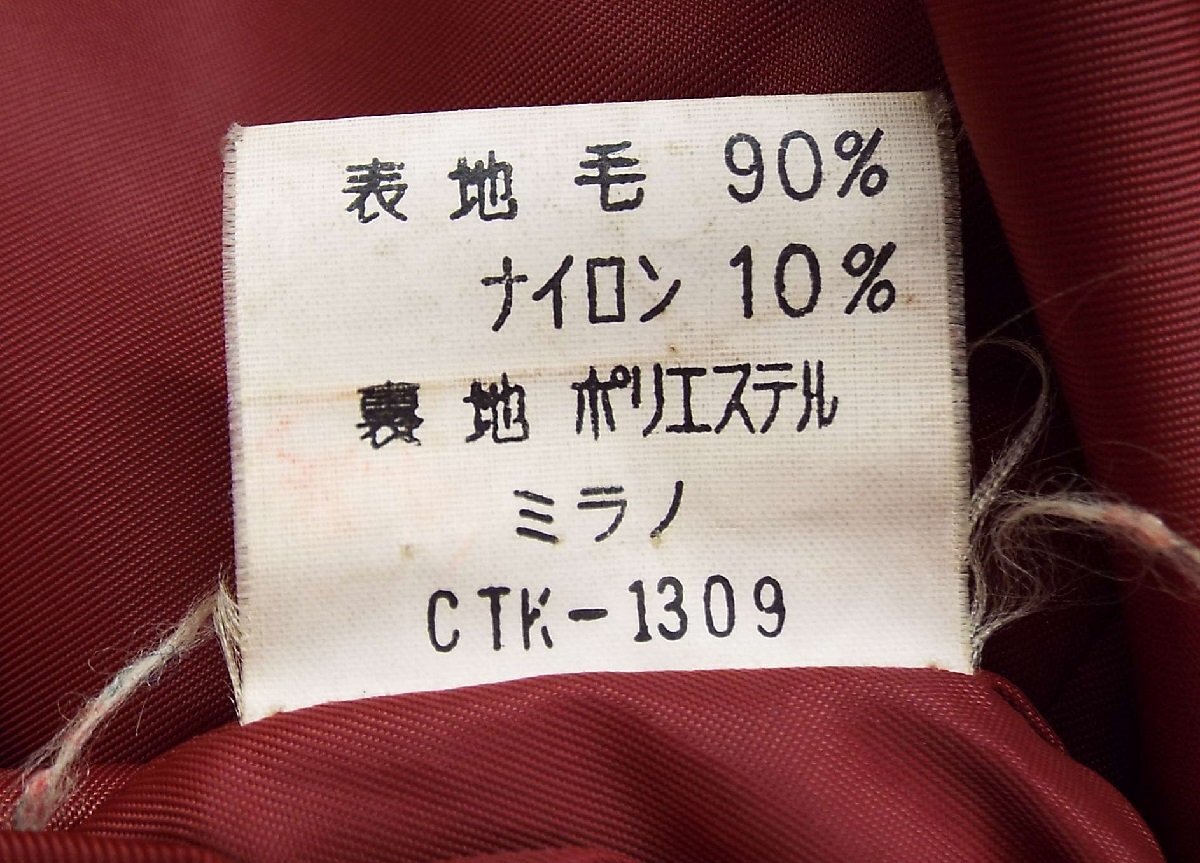 表地 毛 90%
ナイロン 10%
裏地 ポリエステル
ミラノ
CTK-1309